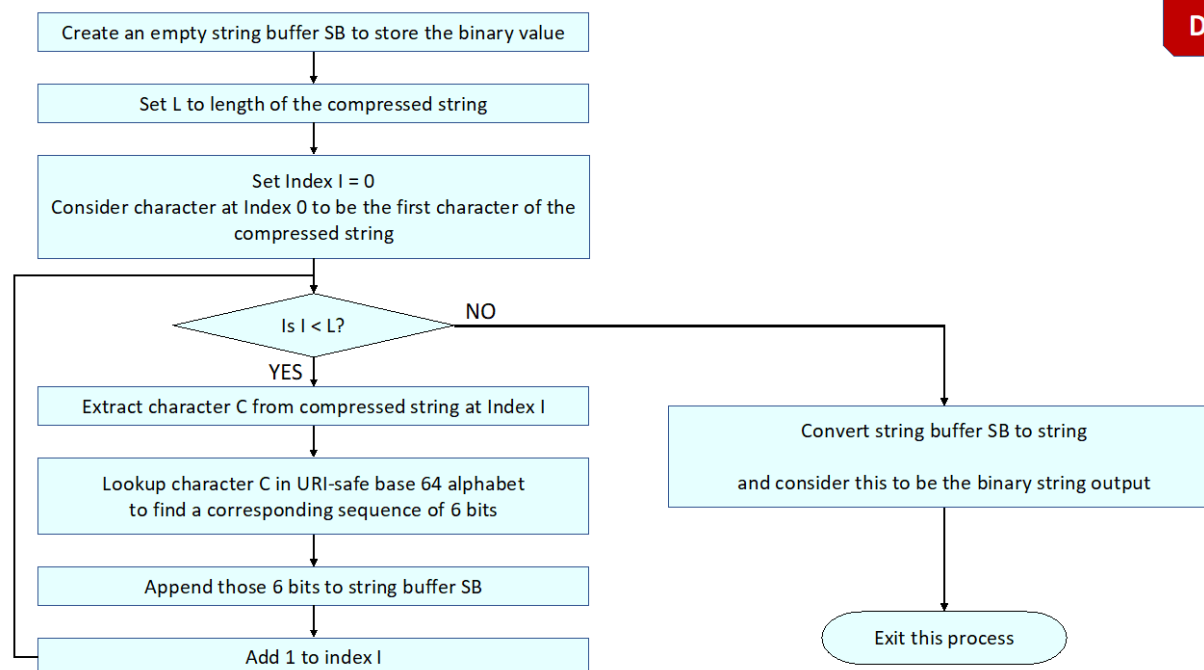 D
Create an empty string buffer SB to store the binary value
Set L to length of the compressed string
Set Index I = 0
Consider character at Index 0 to be the first character of the
compressed string
Is I < L?
NO
YES
Extract character C from compressed string at Index I
Lookup character C in URI-safe base 64 alphabet
to find a corresponding sequence of 6 bits
Append those 6 bits to string buffer SB
Add 1 to index I
Convert string buffer SB to string
and consider this to be the binary string output
Exit this process